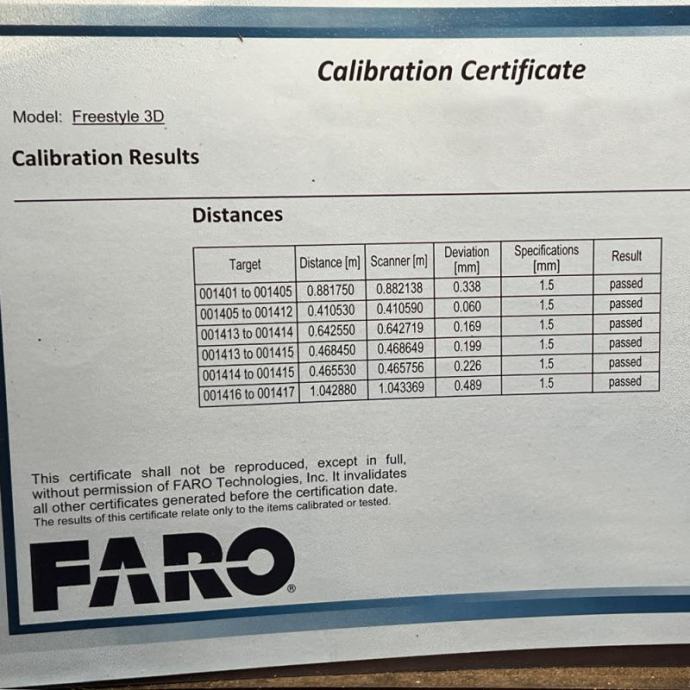 Calibration Certificate
Model: Freestyle 3D
Calibration Results
Distances
Target Distance [m] Scanner [m] Deviation [mm] Specifications [mm] Result
001401 to 001405 0.881750 0.882138 0.338 1.5 passed
001405 to 001412 0.410530 0.410590 0.060 1.5 passed
001413 to 001414 0.642550 0.642719 0.169 1.5 passed
001413 to 001415 0.468450 0.468649 0.199 1.5 passed
001414 to 001415 0.465530 0.465756 0.226 1.5 passed
001416 to 001417 1.042880 1.043369 0.489 1.5 passed
This certificate shall not be reproduced, except in full,
without permission of FARO Technologies, Inc. It invalidates
all other certificates generated before the certification date.
The results of this certificate relate only to the items calibrated or tested.
FARO®